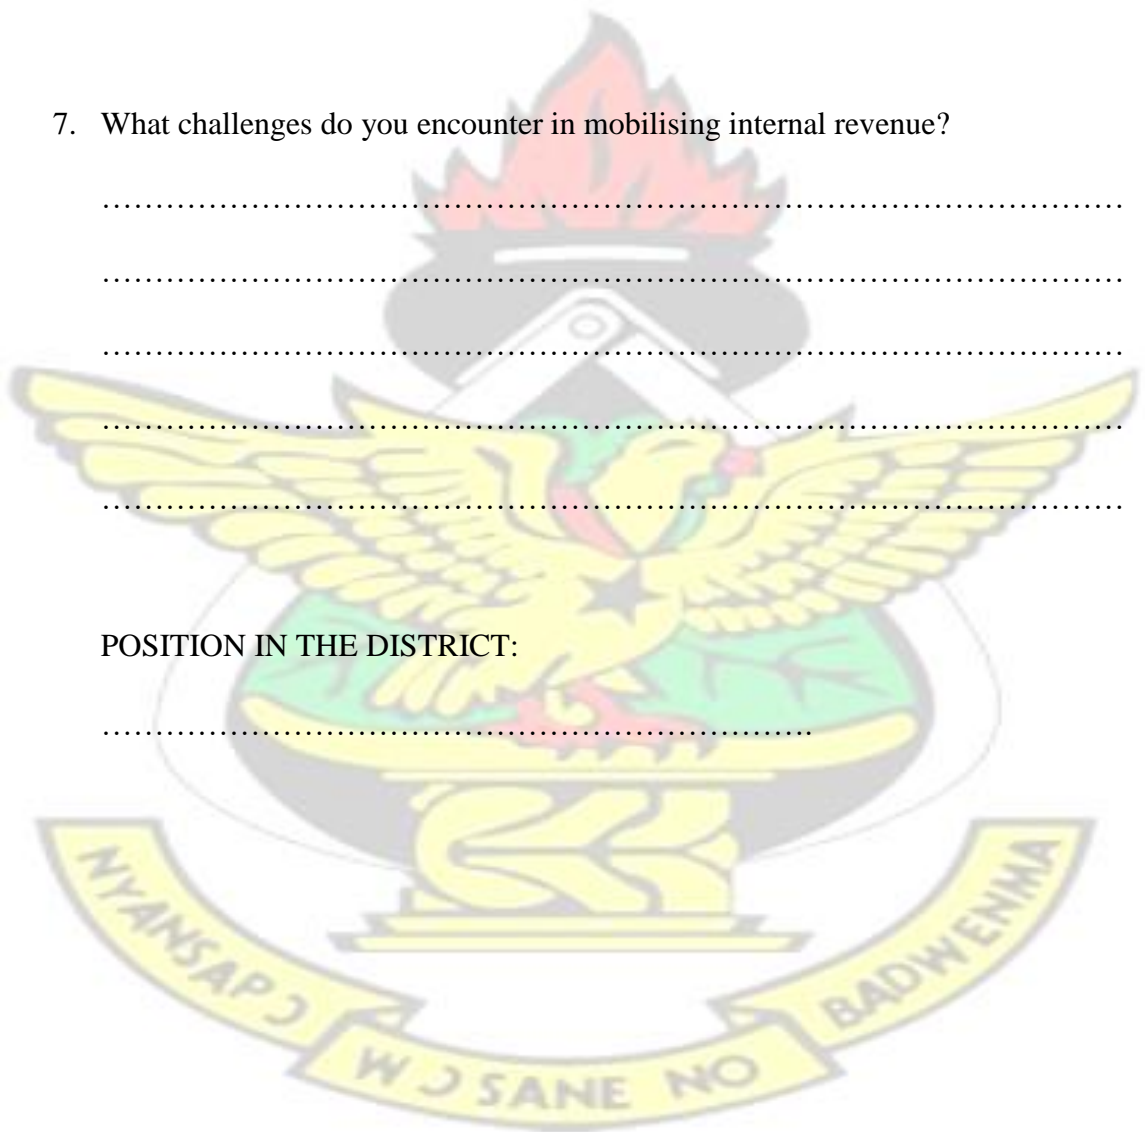 7. What challenges do you encounter in mobilising internal revenue?
……………………………………………………………………………………
……………………………………………………………………………………
……………………………………………………………………………………
……………………………………………………………………………………
……………………………………………………………………………………
POSITION IN THE DISTRICT:
………………………………………………………….
NYANSAPƆ
WƆSANE NO
BADWENMA